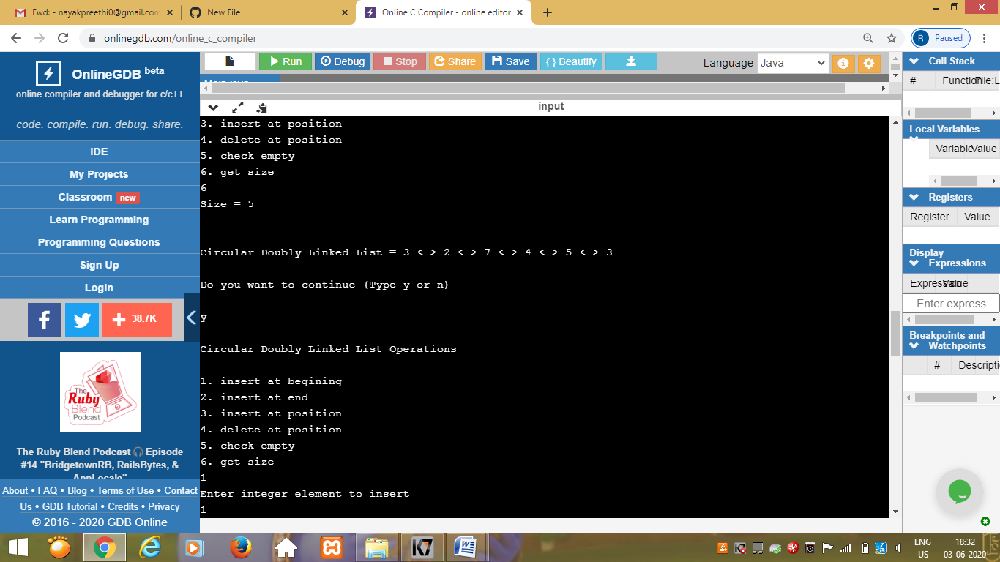 Fwd: - nayakpreethi0@gmail.com
New File
Online C Compiler - online editor
onlinegdb.com/online_c_compiler
R Paused
OnlineGDB beta
online compiler and debugger for c/c++
code. compile. run. debug. share.
IDE
My Projects
Classroom new
Learn Programming
Programming Questions
Sign Up
Login
38.7K
The
Ruby
Blend
Podcast
The Ruby Blend Podcast 🎧 Episode
#14 "BridgetownRB, RailsBytes, &
AppLocale"
About • FAQ • Blog • Terms of Use • Contact
Us • GDB Tutorial • Credits • Privacy
© 2016 - 2020 GDB Online
Run Debug Stop Share Save { } Beautify
Language Java
Main.java
input
3. insert at position
4. delete at position
5. check empty
6. get size
6
Size = 5
Circular Doubly Linked List = 3 <-> 2 <-> 7 <-> 4 <-> 5 <-> 3
Do you want to continue (Type y or n)
y
Circular Doubly Linked List Operations
1. insert at begining
2. insert at end
3. insert at position
4. delete at position
5. check empty
6. get size
1
Enter integer element to insert
1
Call Stack
# Function File:L
Local Variables
Variable Value
Registers
Register Value
Display
Expressions
Expression Value
Enter express
Breakpoints and
Watchpoints
# Descripti
ENG 18:32
US 03-06-2020